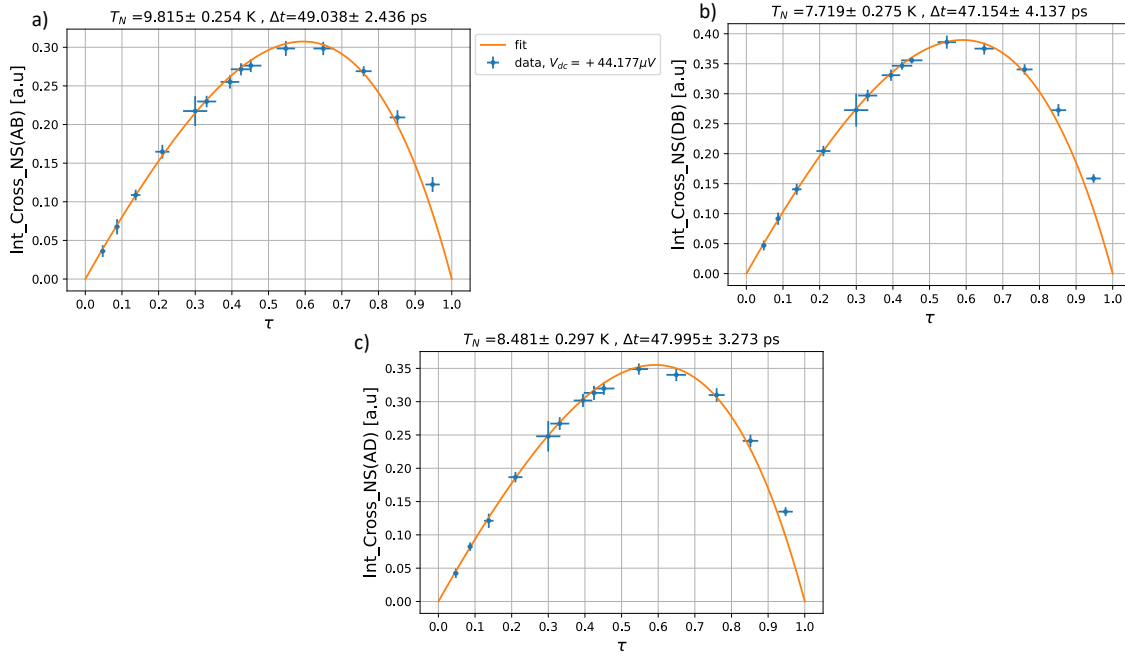 a)
T_N =9.815± 0.254 K , Δt=49.038± 2.436 ps
Int_Cross_NS(AB) [a.u]
0.30
0.25
0.20
0.15
0.10
0.05
0.00
0.0 0.1 0.2 0.3 0.4 0.5 0.6 0.7 0.8 0.9 1.0
τ
fit
data, V_dc = +44.177μV
b)
T_N =7.719± 0.275 K , Δt=47.154± 4.137 ps
Int_Cross_NS(DB) [a.u]
0.40
0.35
0.30
0.25
0.20
0.15
0.10
0.05
0.00
0.0 0.1 0.2 0.3 0.4 0.5 0.6 0.7 0.8 0.9 1.0
τ
c)
T_N =8.481± 0.297 K , Δt=47.995± 3.273 ps
Int_Cross_NS(AD) [a.u]
0.35
0.30
0.25
0.20
0.15
0.10
0.05
0.00
0.0 0.1 0.2 0.3 0.4 0.5 0.6 0.7 0.8 0.9 1.0
τ